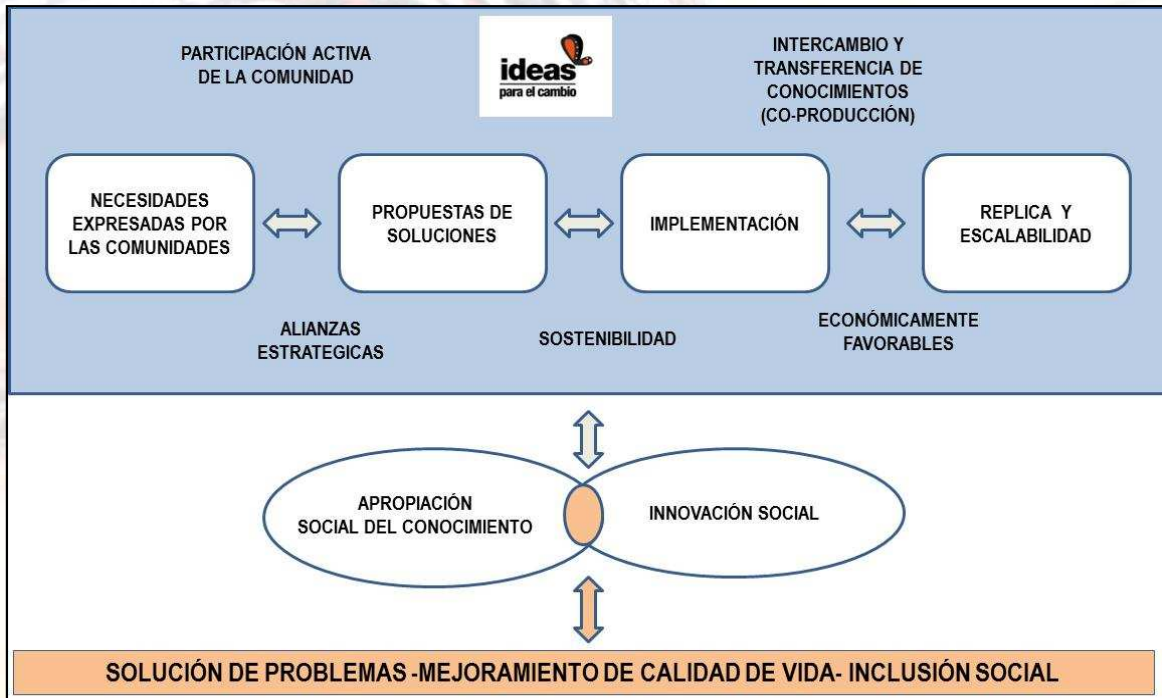 PARTICIPACIÓN ACTIVA
DE LA COMUNIDAD
ideas
para el cambio
INTERCAMBIO Y
TRANSFERENCIA DE
CONOCIMIENTOS
(CO-PRODUCCIÓN)
NECESIDADES
EXPRESADAS POR
LAS COMUNIDADES
PROPUESTAS DE
SOLUCIONES
IMPLEMENTACIÓN
REPLICA Y
ESCALABILIDAD
ALIANZAS
ESTRATEGICAS
SOSTENIBILIDAD
ECONÓMICAMENTE
FAVORABLES
APROPIACIÓN
SOCIAL DEL CONOCIMIENTO
INNOVACIÓN SOCIAL
SOLUCIÓN DE PROBLEMAS -MEJORAMIENTO DE CALIDAD DE VIDA- INCLUSIÓN SOCIAL